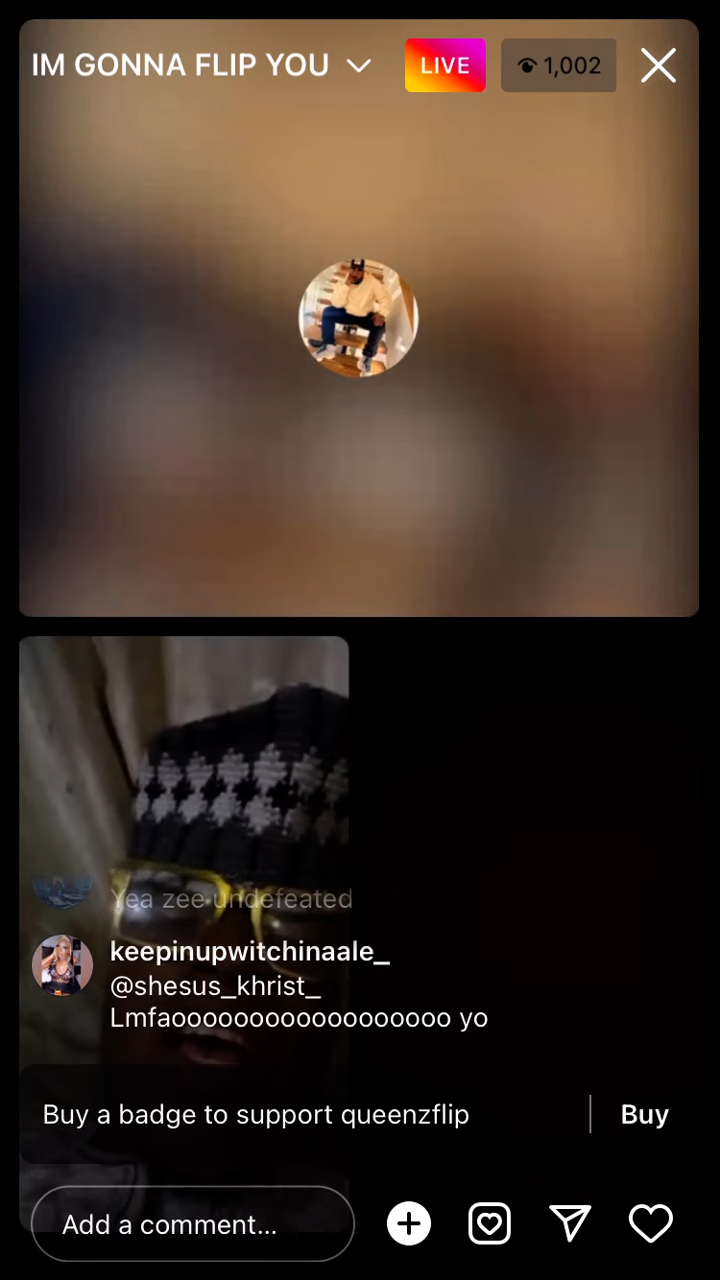 IM GONNA FLIP YOU
LIVE
1,002
Yea zee undefeated
keepinupwitchinaale_
@shesus_khrist_
Lmfaoooooooooooooooooo yo
Buy a badge to support queenzflip
Buy
Add a comment...